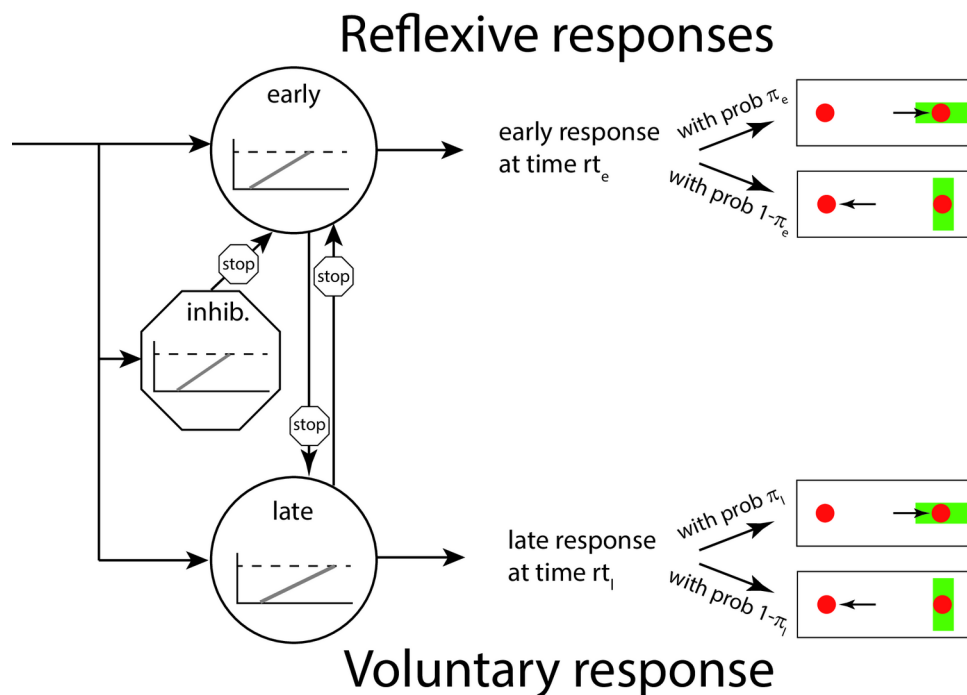 Reflexive responses
early
early response
at time rt_e
with prob π_e
with prob 1-π_e
stop
stop
inhib.
stop
late
late response
at time rt_l
with prob π_l
with prob 1-π_l
Voluntary response